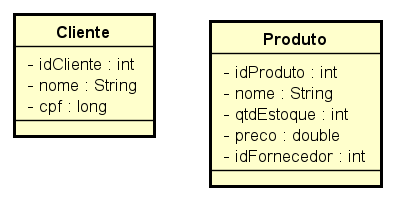 Cliente
- idCliente : int
- nome : String
- cpf : long
Produto
- idProduto : int
- nome : String
- qtdEstoque : int
- preco : double
- idFornecedor : int